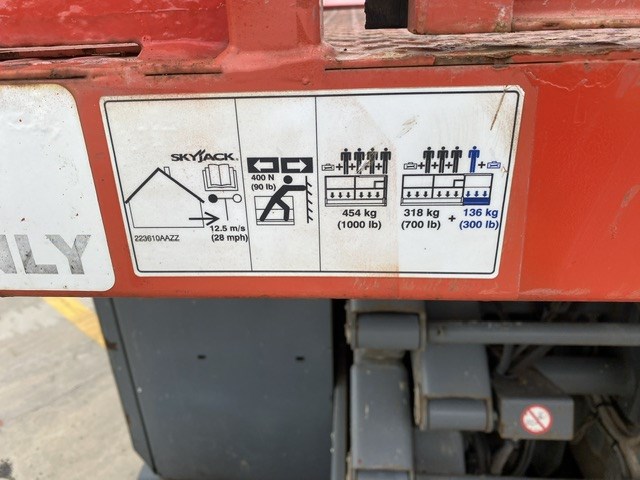 NLY
SKYJACK
223610AAZZ
12.5 m/s
(28 mph)
400 N
(90 lb)
454 kg
(1000 lb)
318 kg + 136 kg
(700 lb) (300 lb)